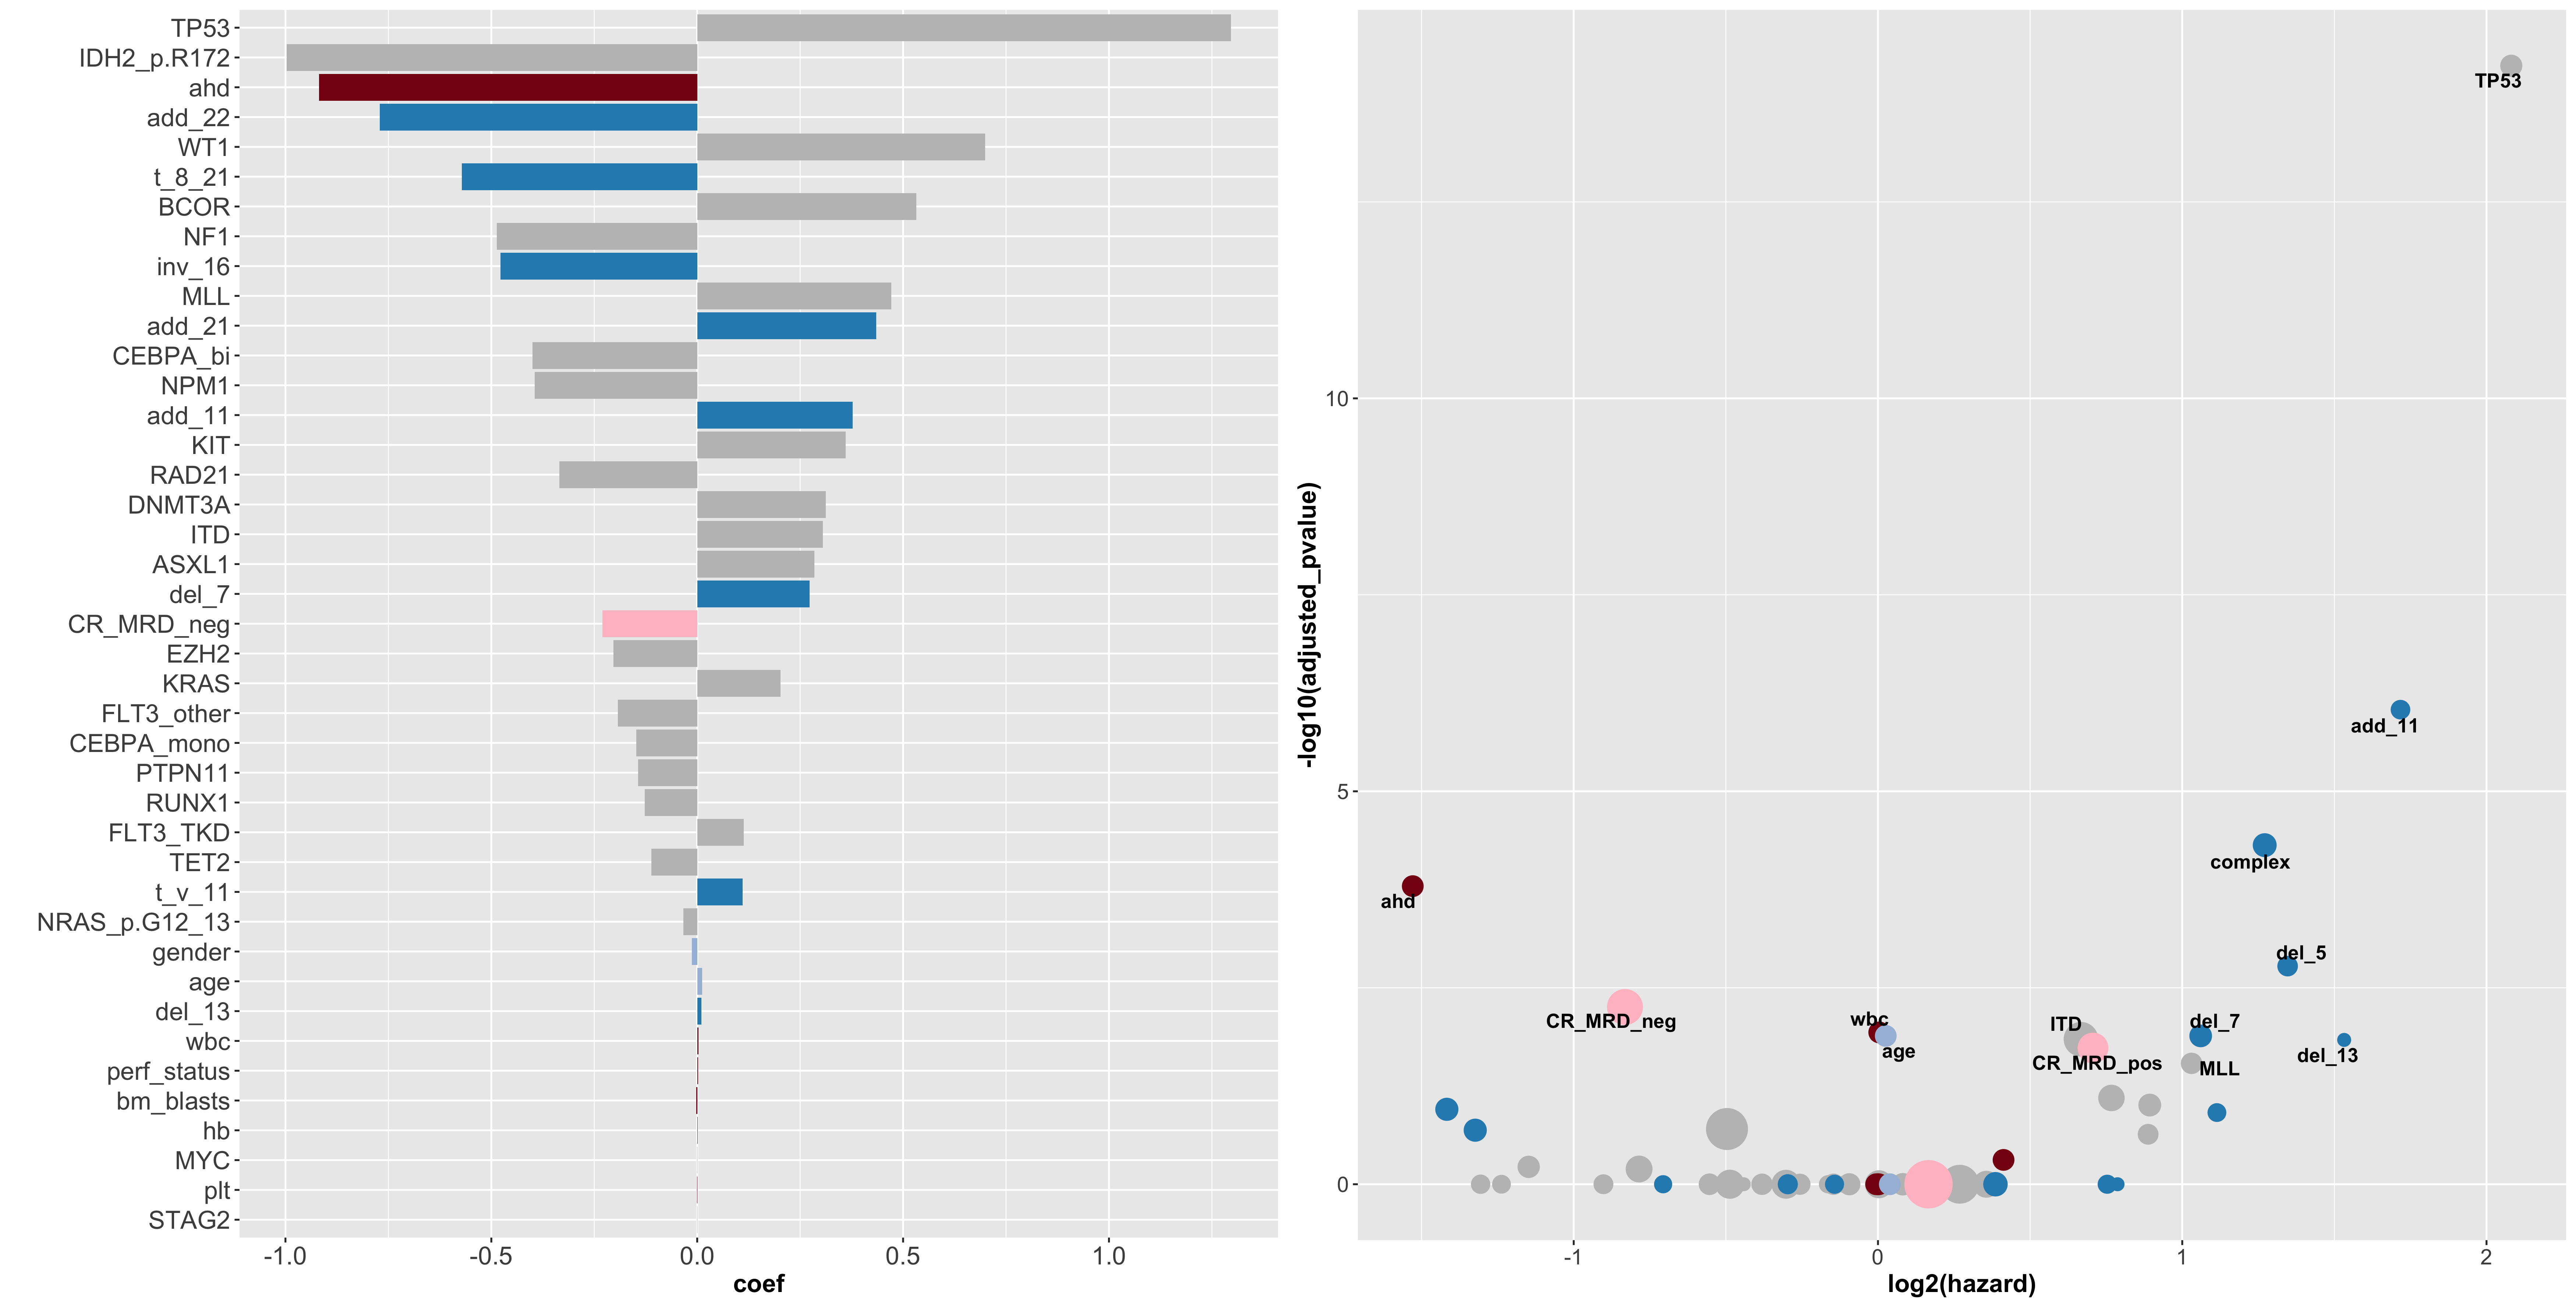 TP53
IDH2_p.R172
ahd
add_22
WT1
t_8_21
BCOR
NF1
inv_16
MLL
add_21
CEBPA_bi
NPM1
add_11
KIT
RAD21
DNMT3A
ITD
ASXL1
del_7
CR_MRD_neg
EZH2
KRAS
FLT3_other
CEBPA_mono
PTPN11
RUNX1
FLT3_TKD
TET2
t_v_11
NRAS_p.G12_13
gender
age
del_13
wbc
perf_status
bm_blasts
hb
MYC
plt
STAG2
-1.0 -0.5 0.0 0.5 1.0
coef
-log10(adjusted_pvalue)
10
5
0
TP53
add_11
complex
ahd
del_5
CR_MRD_neg
wbc
age
ITD
CR_MRD_pos
del_7
MLL
del_13
-1 0 1 2
log2(hazard)